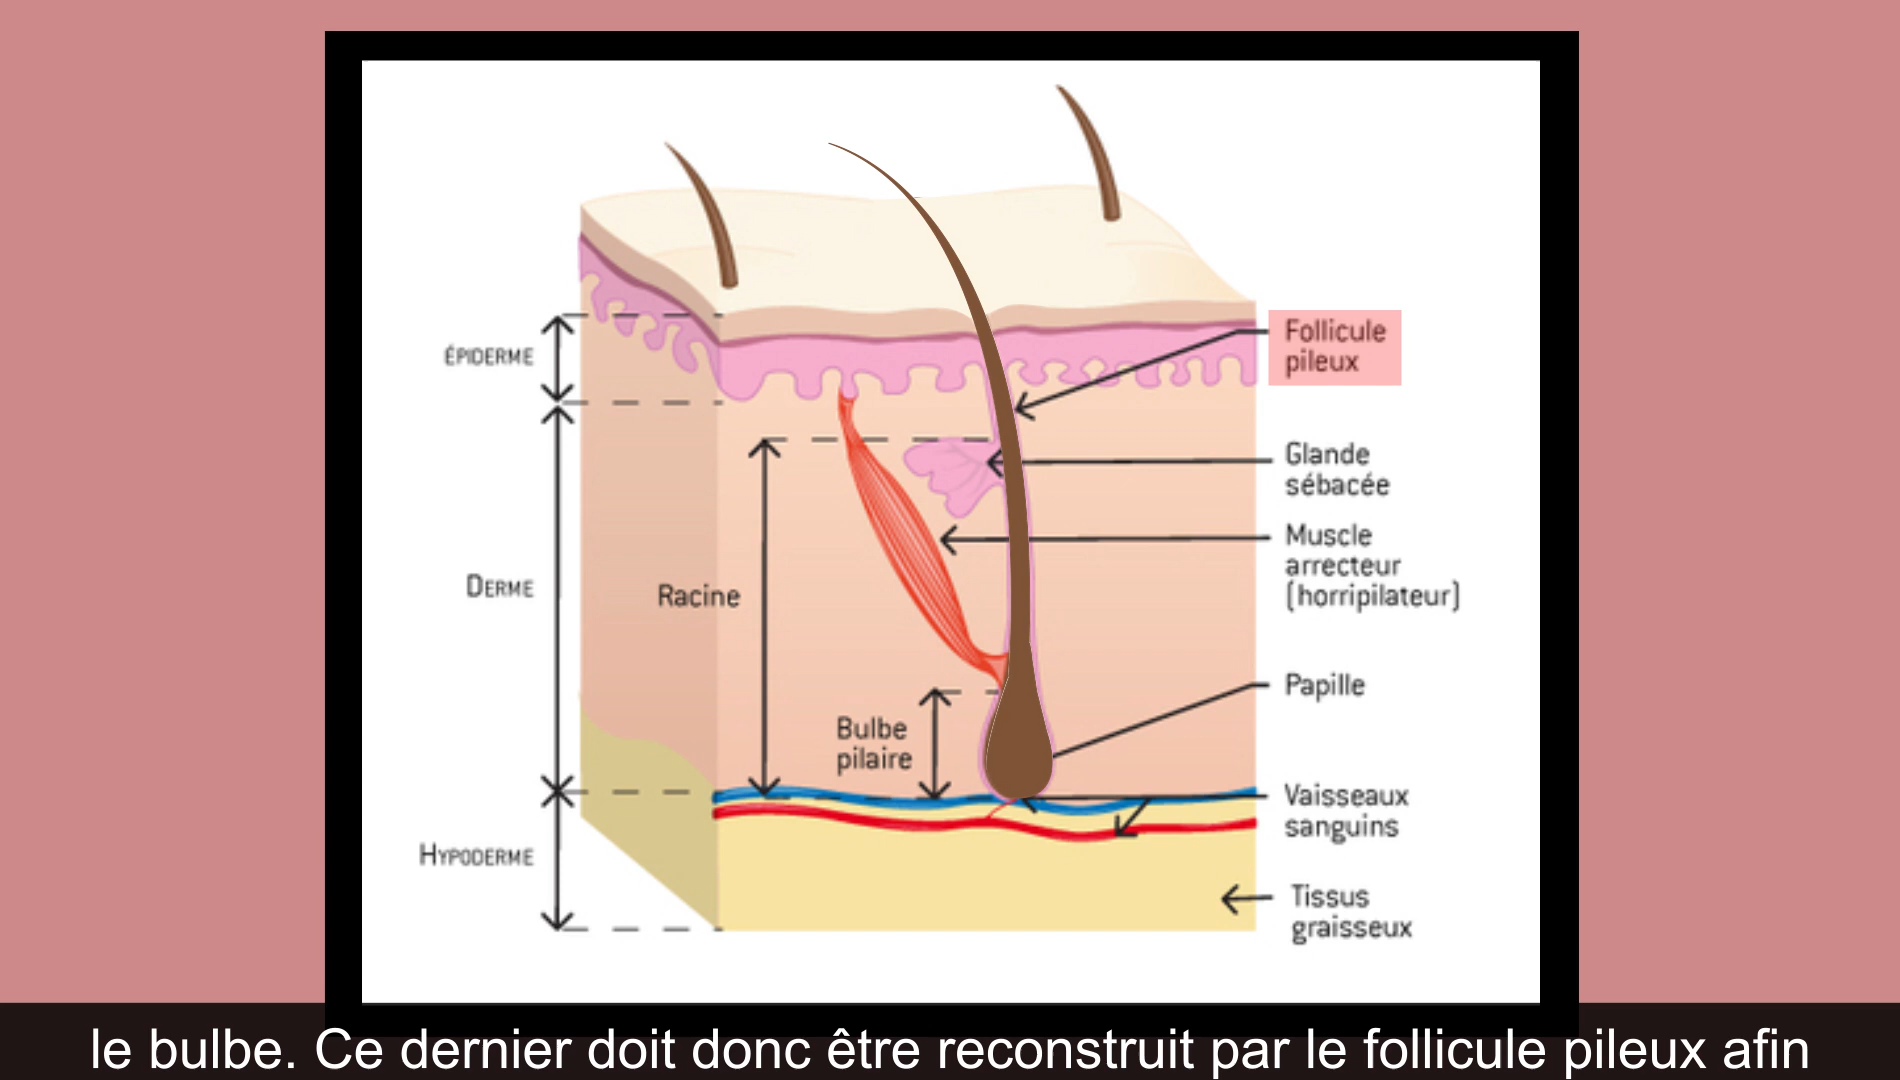 Follicule
pileux
ÉPIDERME
Glande
sébacée
Muscle
arrecteur
(horripilateur)
DERME
Racine
Papille
Bulbe
pilaire
Vaisseaux
sanguins
HYPODERME
Tissus
graisseux
le bulbe. Ce dernier doit donc être reconstruit par le follicule pileux afin